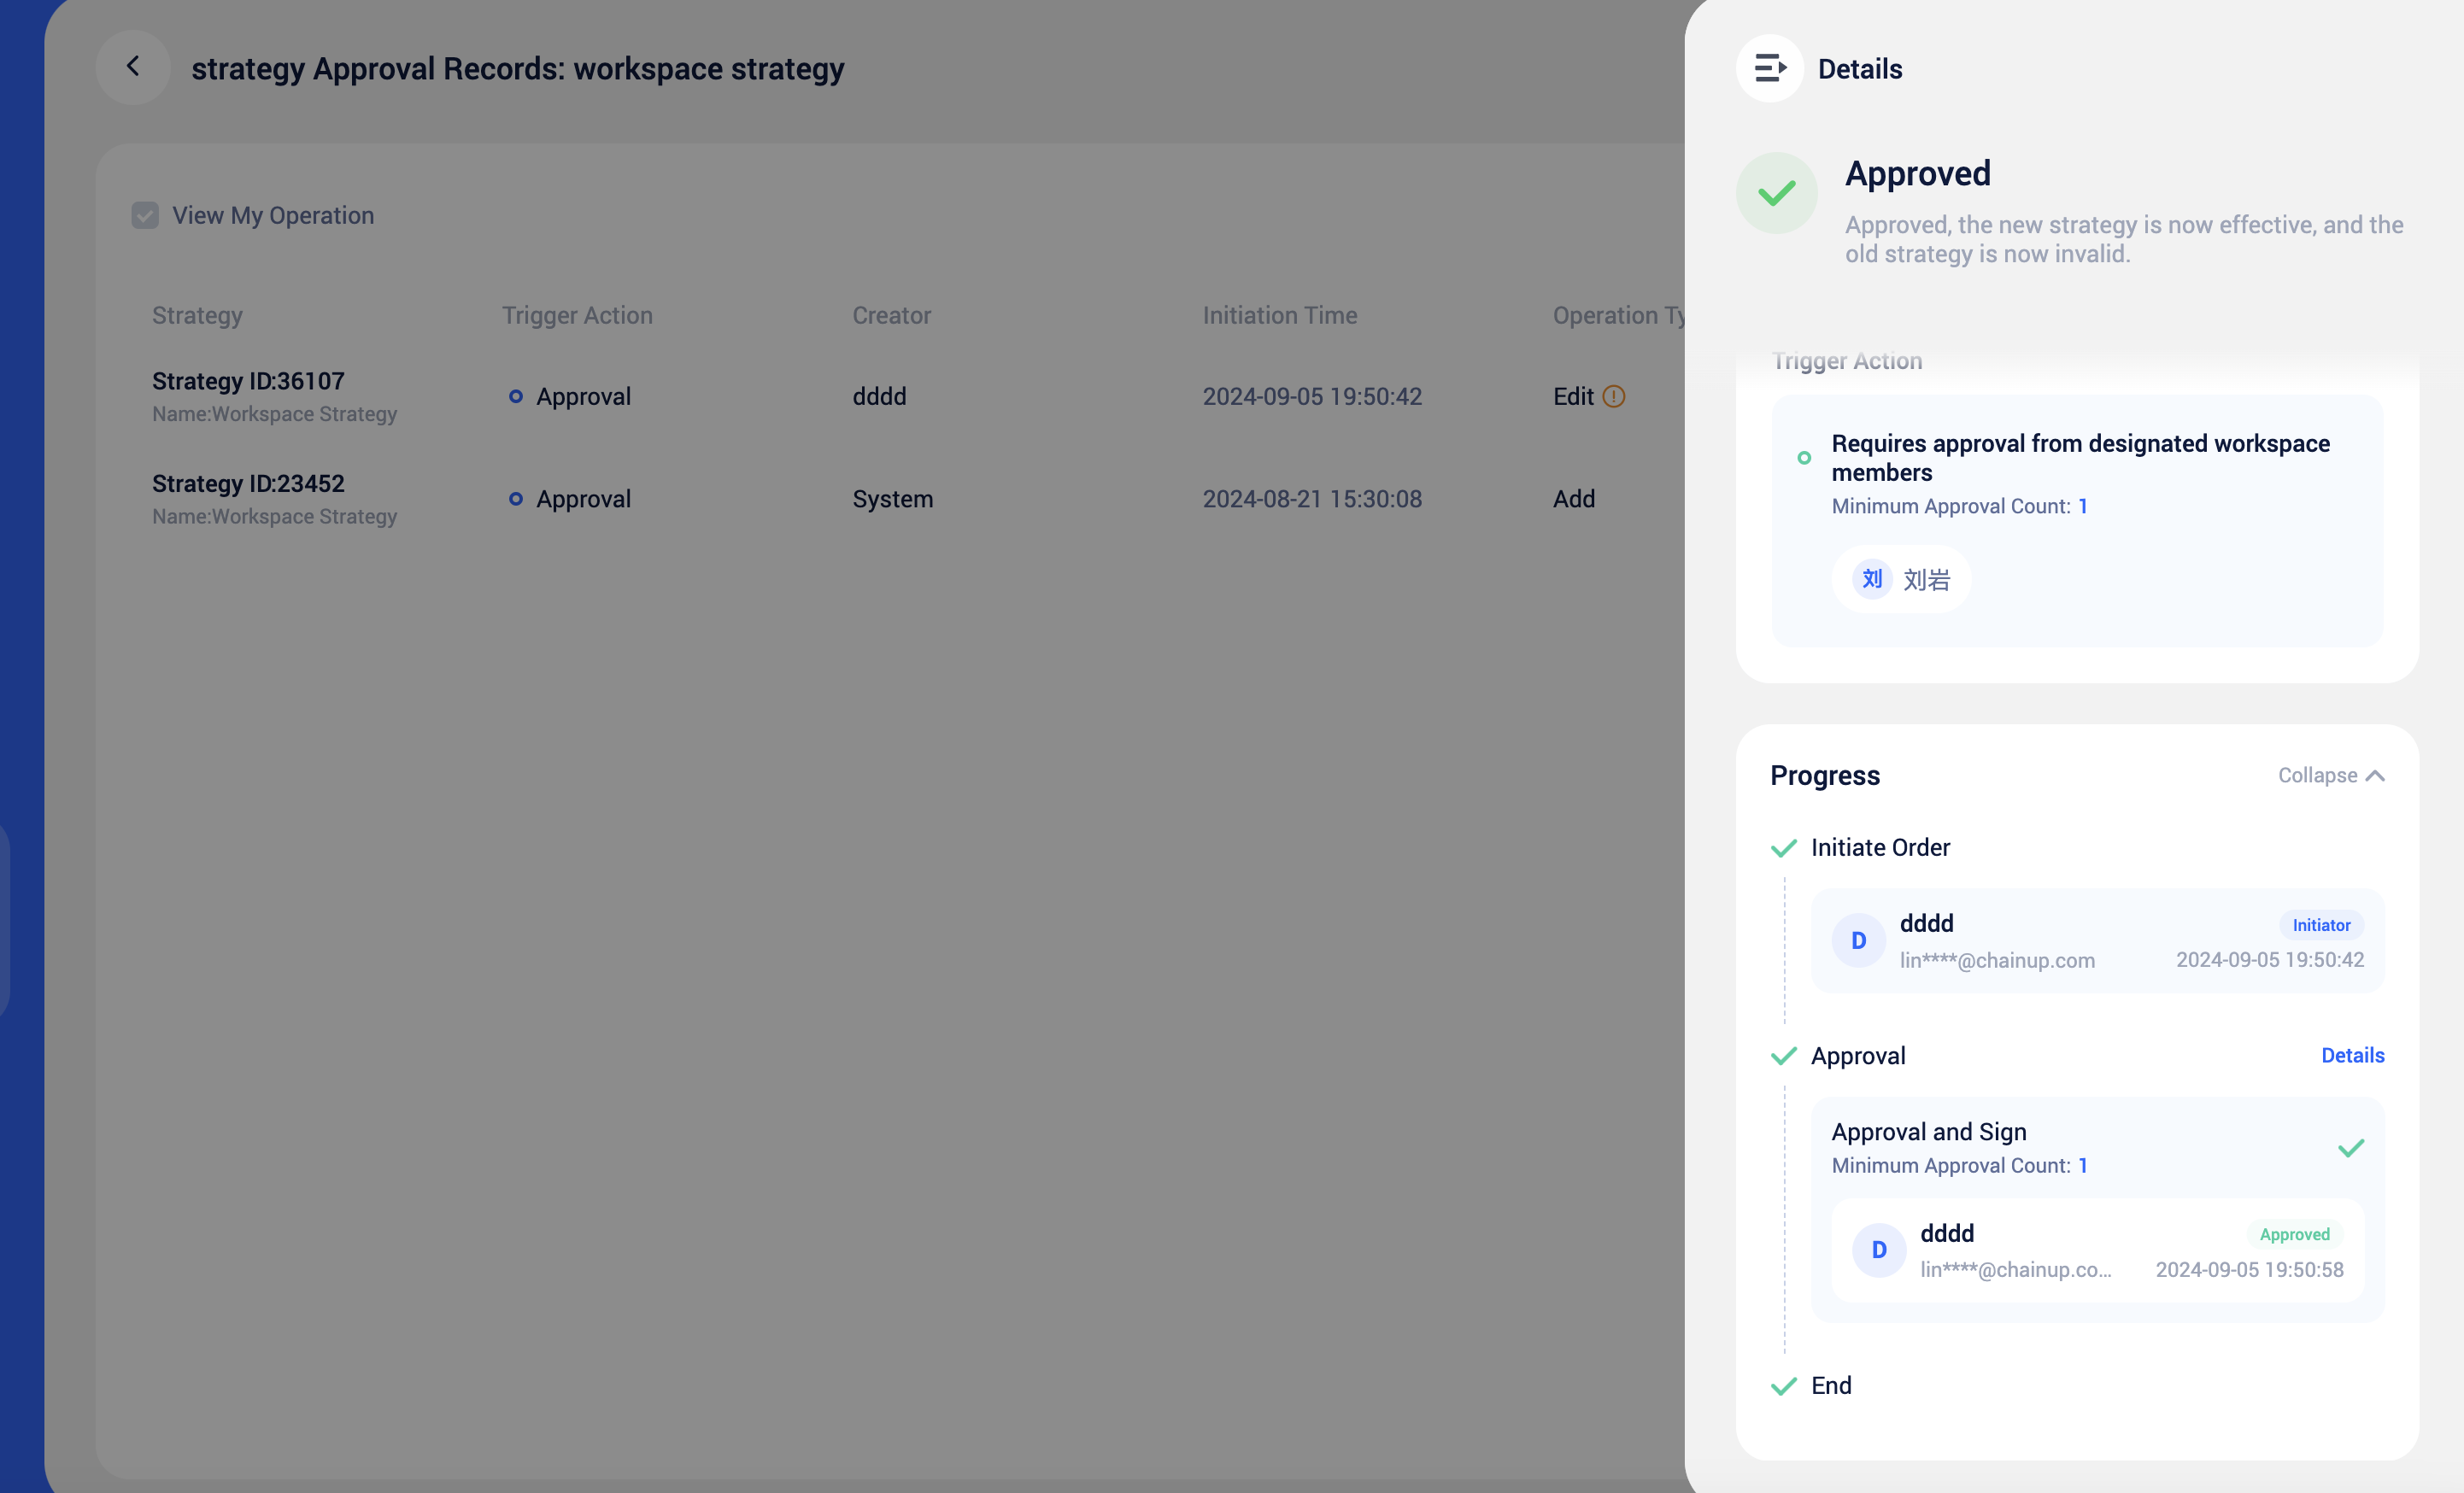 strategy Approval Records: workspace strategy
View My Operation
Strategy Trigger Action Creator Initiation Time Operation Ty
Strategy ID:36107
Name:Workspace Strategy
Approval
dddd
2024-09-05 19:50:42
Edit
Strategy ID:23452
Name:Workspace Strategy
Approval
System
2024-08-21 15:30:08
Add
Details
Approved
Approved, the new strategy is now effective, and the
old strategy is now invalid.
Trigger Action
Requires approval from designated workspace
members
Minimum Approval Count: 1
刘 刘岩
Progress
Collapse
Initiate Order
D
dddd
Initiator
lin****@chainup.com
2024-09-05 19:50:42
Approval
Details
Approval and Sign
Minimum Approval Count: 1
D
dddd
Approved
lin****@chainup.co...
2024-09-05 19:50:58
End